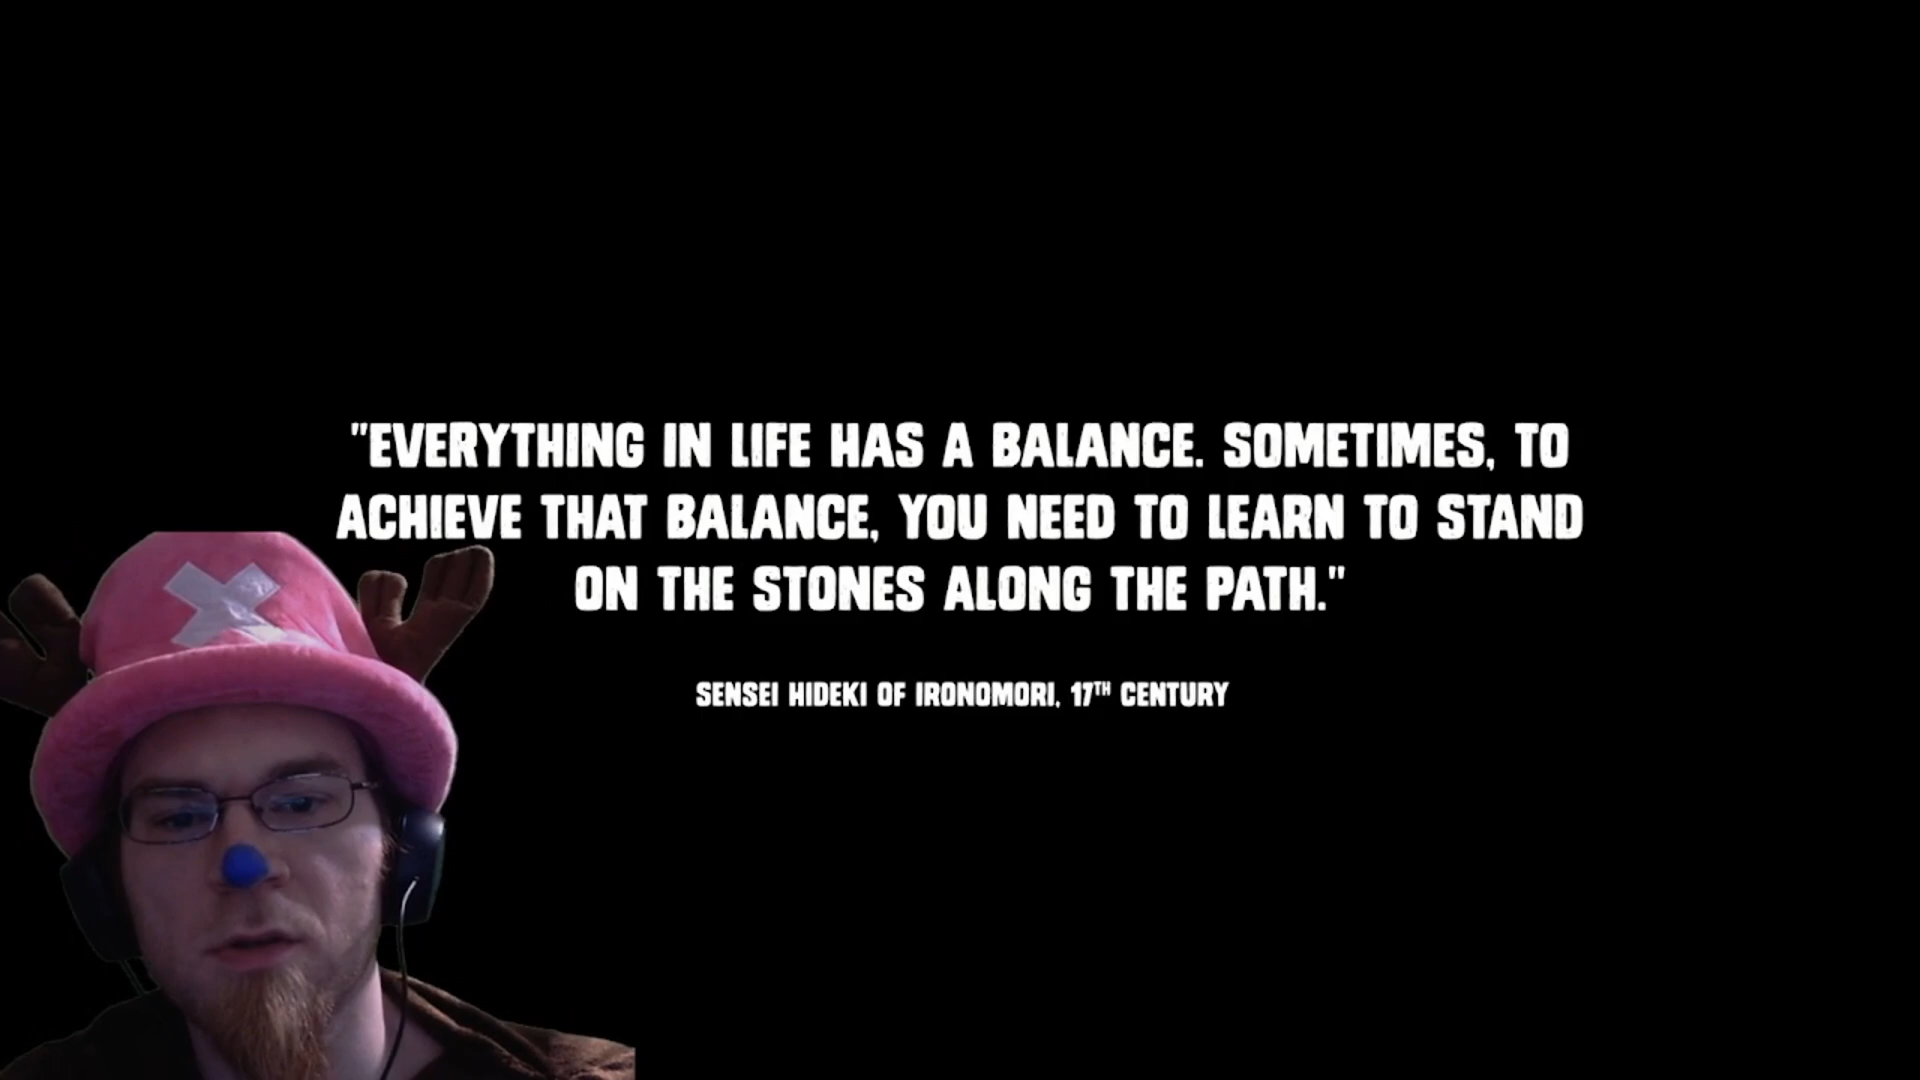 "EVERYTHING IN LIFE HAS A BALANCE. SOMETIMES, TO
ACHIEVE THAT BALANCE, YOU NEED TO LEARN TO STAND
ON THE STONES ALONG THE PATH."
SENSEI HIDEKI OF IRONOMORI, 17TH CENTURY